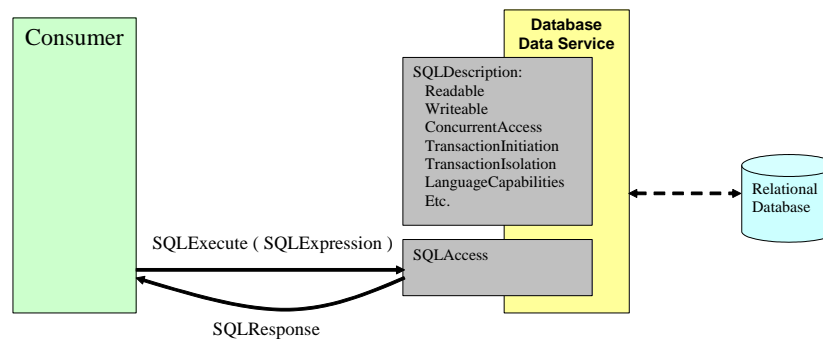 Consumer
Database
Data Service
SQLDescription:
Readable
Writeable
ConcurrentAccess
TransactionInitiation
TransactionIsolation
LanguageCapabilities
Etc.
Relational
Database
SQLExecute ( SQLExpression )
SQLAccess
SQLResponse